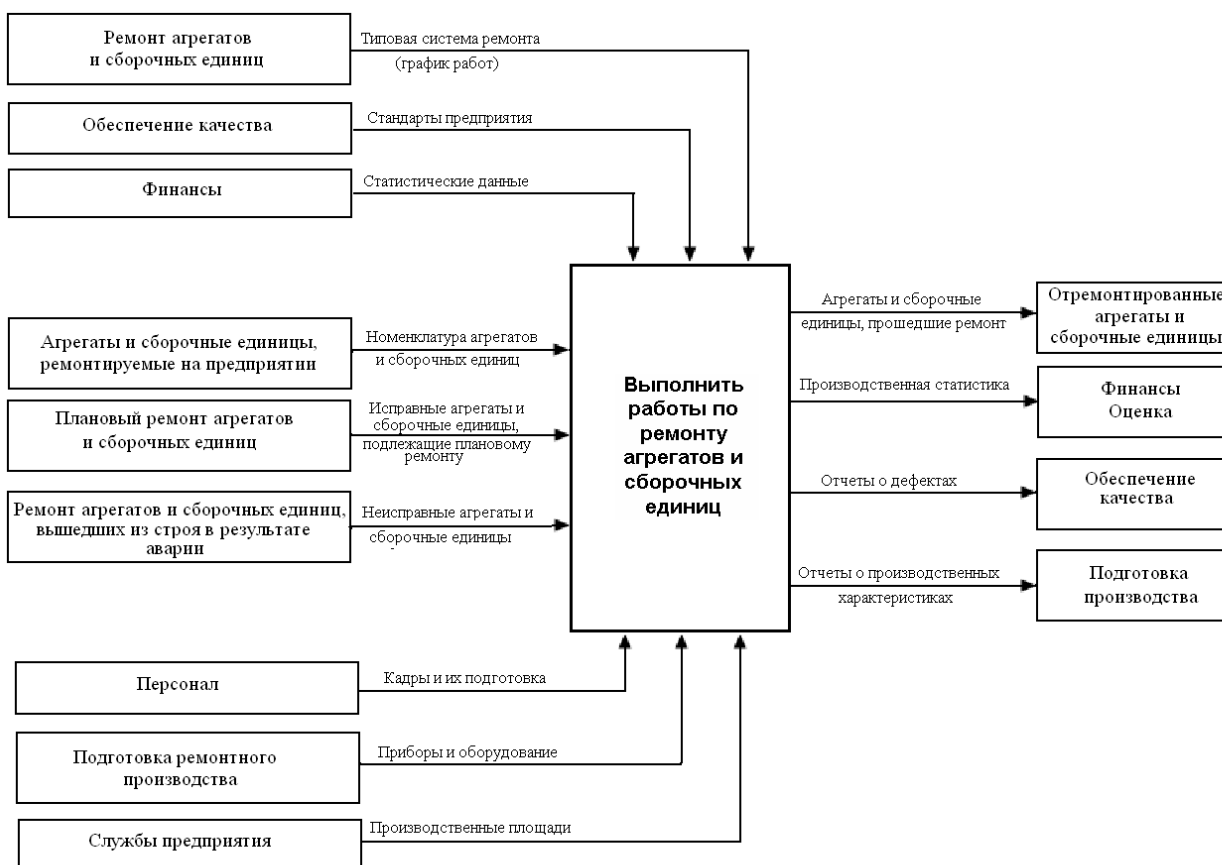 Ремонт агрегатов
и сборочных единиц
Типовая система ремонта
(график работ)
Обеспечение качества
Стандарты предприятия
Финансы
Статистические данные
Агрегаты и сборочные единицы,
ремонтируемые на предприятии
Номенклатура агрегатов
и сборочных единиц
Плановый ремонт агрегатов
и сборочных единиц
Исправные агрегаты и
сборочные единицы,
подлежащие плановому
ремонту
Ремонт агрегатов и сборочных единиц,
вышедших из строя в результате
аварии
Неисправные агрегаты и
сборочные единицы
Выполнить
работы по
ремонту
агрегатов и
сборочных
единиц
Агрегаты и сборочные
единицы, прошедшие ремонт
Отремонтированные
агрегаты и
сборочные единицы
Производственная статистика
Финансы
Оценка
Отчеты о дефектах
Обеспечение
качества
Отчеты о производственных
характеристиках
Подготовка
производства
Персонал
Кадры и их подготовка
Подготовка ремонтного
производства
Приборы и оборудование
Службы предприятия
Производственные площади